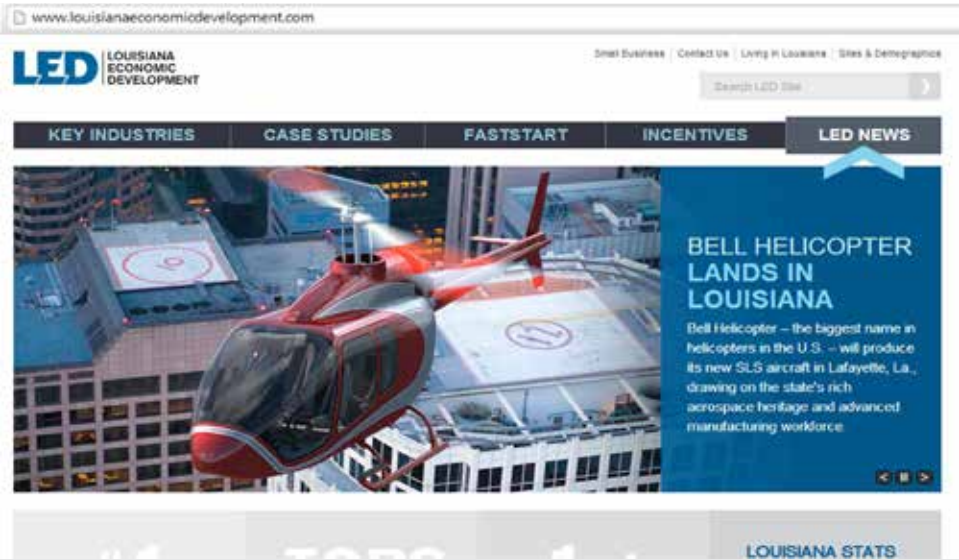 www.louisianaeconomicdevelopment.com
LED LOUISIANA
ECONOMIC
DEVELOPMENT
Small Business | Contact Us | Living in Louisiana | Sites & Demographics
Search LED Site
KEY INDUSTRIES CASE STUDIES FASTSTART INCENTIVES LED NEWS
10
12
BELL HELICOPTER
LANDS IN
LOUISIANA
Bell Helicopter – the biggest name in
helicopters in the U.S. – will produce
its new SLS aircraft in Lafayette, La.,
drawing on the state's rich
aerospace heritage and advanced
manufacturing workforce
LOUISIANA STATS